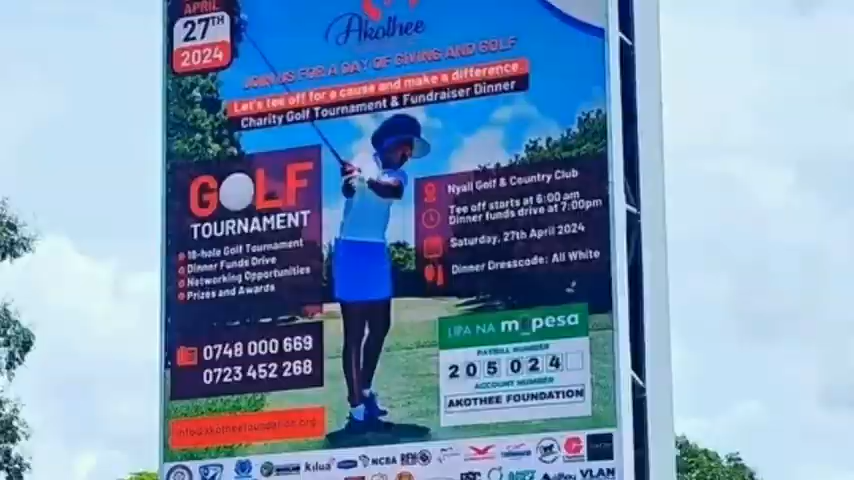 APRIL
27TH
2024
Akothee
JOIN US FOR A DAY OF GIVING AND GOLF
Let's tee off for a cause and make a difference
Charity Golf Tournament & Fundraiser Dinner
GOLF
TOURNAMENT
18-hole Golf Tournament
Dinner Funds Drive
Networking Opportunities
Prizes and Awards
Nyali Golf & Country Club
Tee off starts at 6:00 am
Dinner funds drive at 7:00pm
Saturday, 27th April 2024
Dinner Dresscode: All White
0748 000 669
0723 452 268
info@akotheefoundation.org
LIPA NA m-pesa
PAYBILL NUMBER
205024
ACCOUNT NUMBER
AKOTHEE FOUNDATION
kilua
NCBA
VLAN